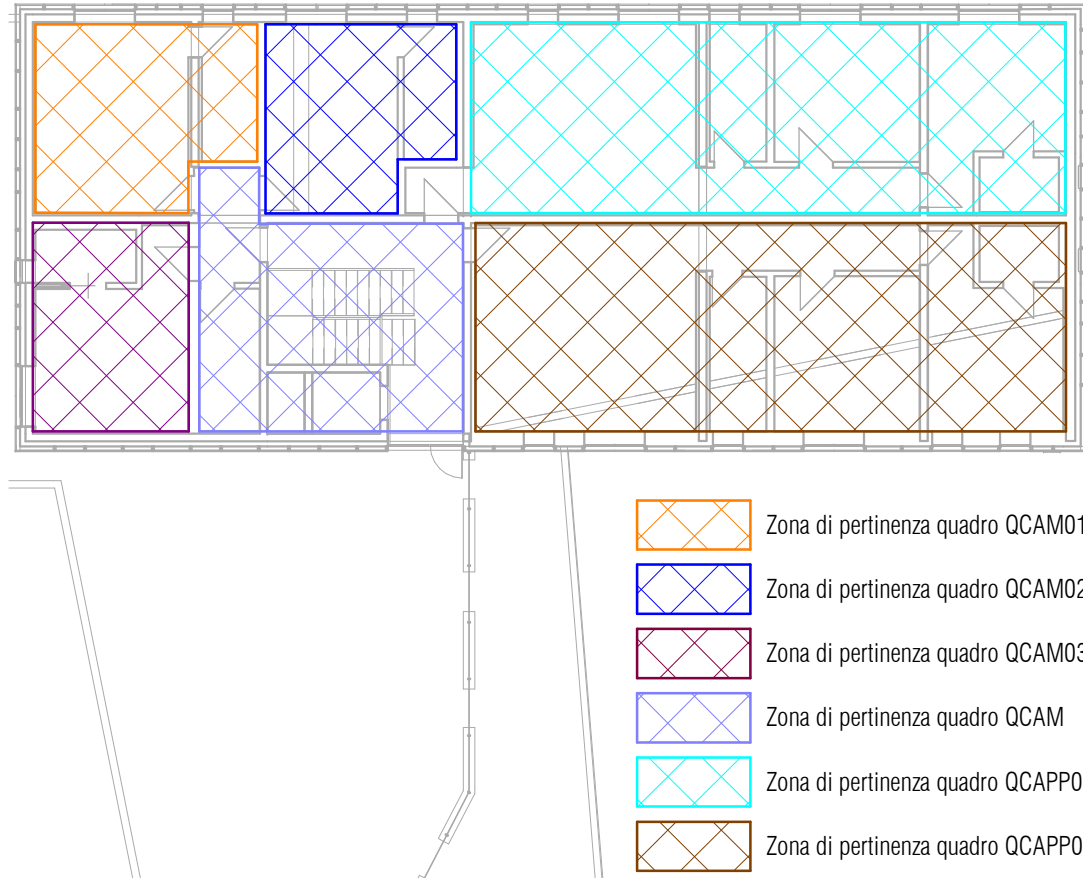 Zona di pertinenza quadro QCAM01
Zona di pertinenza quadro QCAM02
Zona di pertinenza quadro QCAM03
Zona di pertinenza quadro QCAM
Zona di pertinenza quadro QCAPP0
Zona di pertinenza quadro QCAPP0